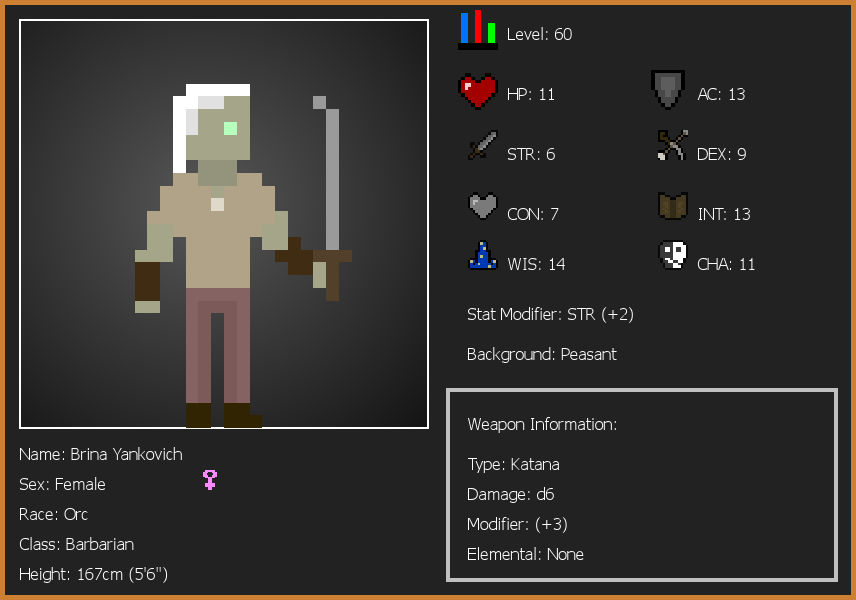 Level: 60
HP: 11
AC: 13
STR: 6
DEX: 9
CON: 7
INT: 13
WIS: 14
CHA: 11
Stat Modifier: STR (+2)
Background: Peasant
Weapon Information:
Type: Katana
Damage: d6
Modifier: (+3)
Elemental: None
Name: Brina Yankovich
Sex: Female
Race: Orc
Class: Barbarian
Height: 167cm (5'6")